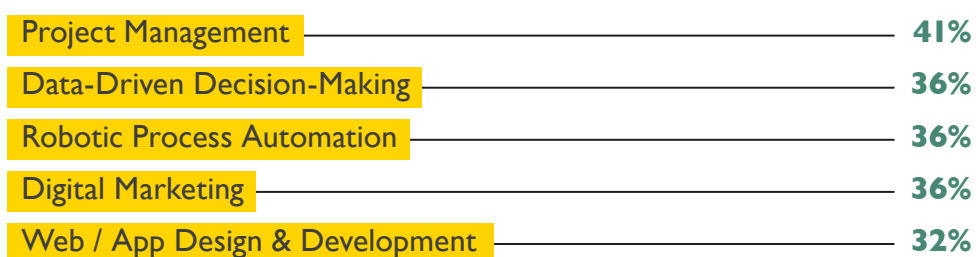 Project Management 41%
Data-Driven Decision-Making 36%
Robotic Process Automation 36%
Digital Marketing 36%
Web / App Design & Development 32%